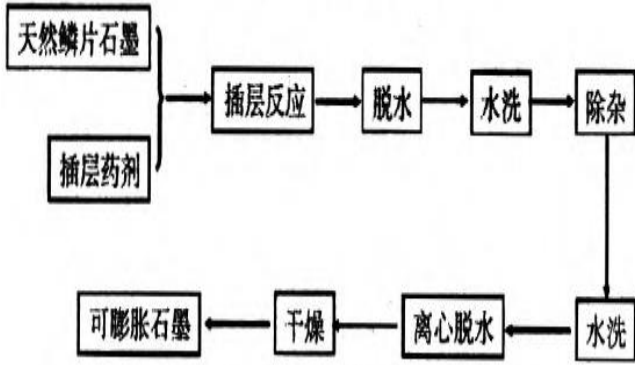 天然鳞片石墨
插层药剂
插层反应
脱水
水洗
除杂
水洗
离心脱水
干燥
可膨胀石墨